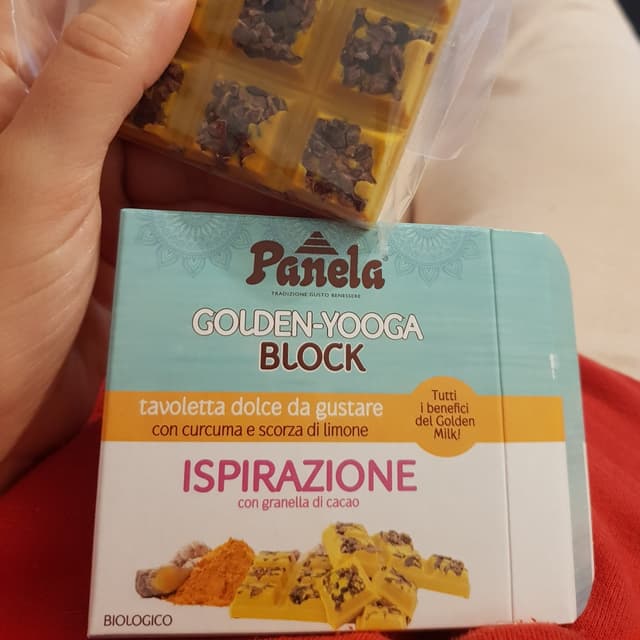 Panela
TRADIZIONE GUSTO BENESSERE
GOLDEN-YOOGA
BLOCK
tavoletta dolce da gustare
con curcuma e scorza di limone
Tutti
i benefici
del Golden
Milk!
ISPIRAZIONE
con granella di cacao
BIOLOGICO